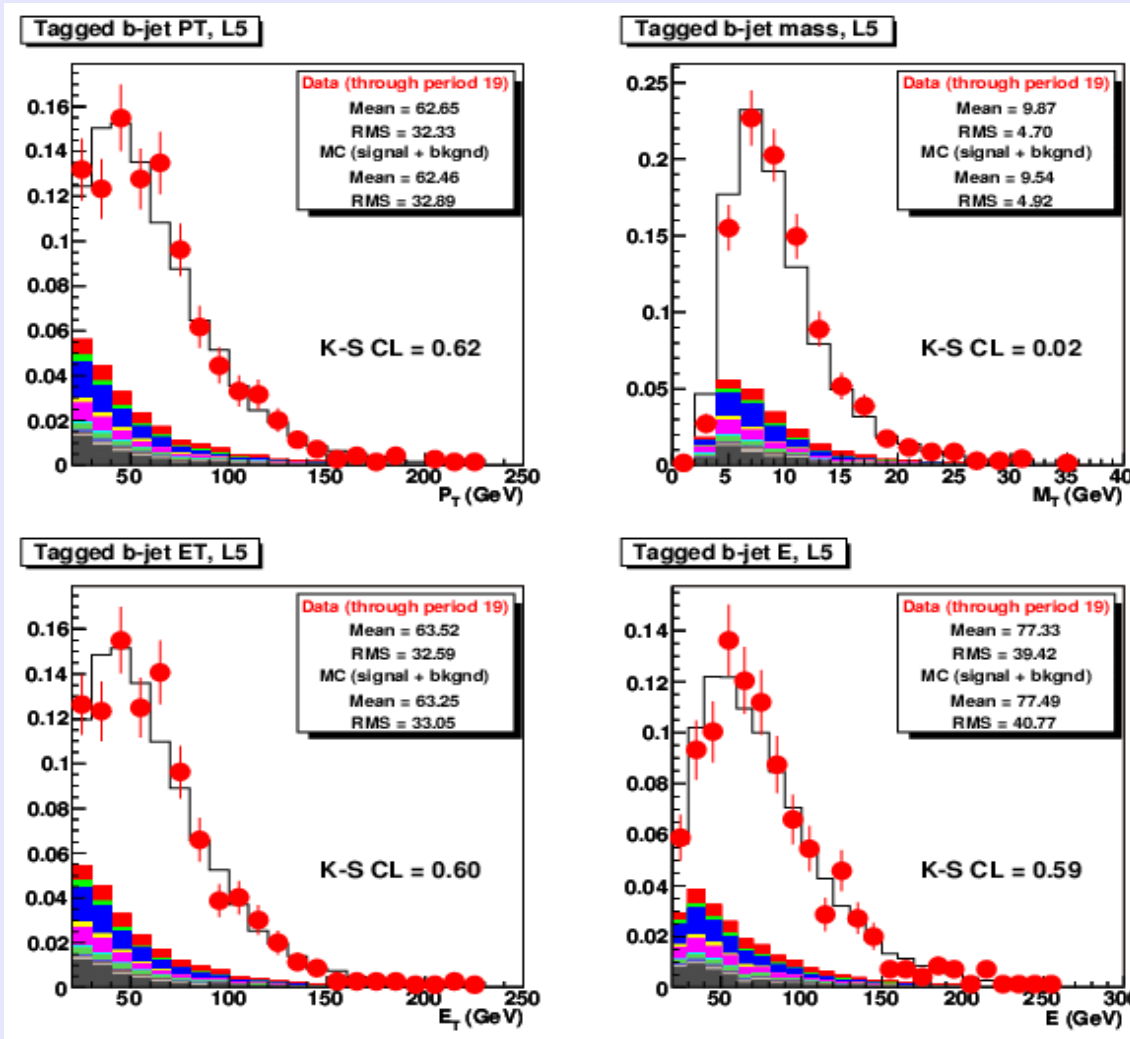 Tagged b-jet PT, L5
Data (through period 19)
Mean = 62.65
RMS = 32.33
MC (signal + bkgnd)
Mean = 62.46
RMS = 32.89
K-S CL = 0.62
0.16
0.14
0.12
0.1
0.08
0.06
0.04
0.02
0
50 100 150 200 250
P_T (GeV)
Tagged b-jet mass, L5
Data (through period 19)
Mean = 9.87
RMS = 4.70
MC (signal + bkgnd)
Mean = 9.54
RMS = 4.92
K-S CL = 0.02
0.25
0.2
0.15
0.1
0.05
0
0 5 10 15 20 25 30 35 40
M_T (GeV)
Tagged b-jet ET, L5
Data (through period 19)
Mean = 63.52
RMS = 32.59
MC (signal + bkgnd)
Mean = 63.25
RMS = 33.05
K-S CL = 0.60
0.16
0.14
0.12
0.1
0.08
0.06
0.04
0.02
0
50 100 150 200 250
E_T (GeV)
Tagged b-jet E, L5
Data (through period 19)
Mean = 77.33
RMS = 39.42
MC (signal + bkgnd)
Mean = 77.49
RMS = 40.77
K-S CL = 0.59
0.14
0.12
0.1
0.08
0.06
0.04
0.02
0
50 100 150 200 250 300
E (GeV)